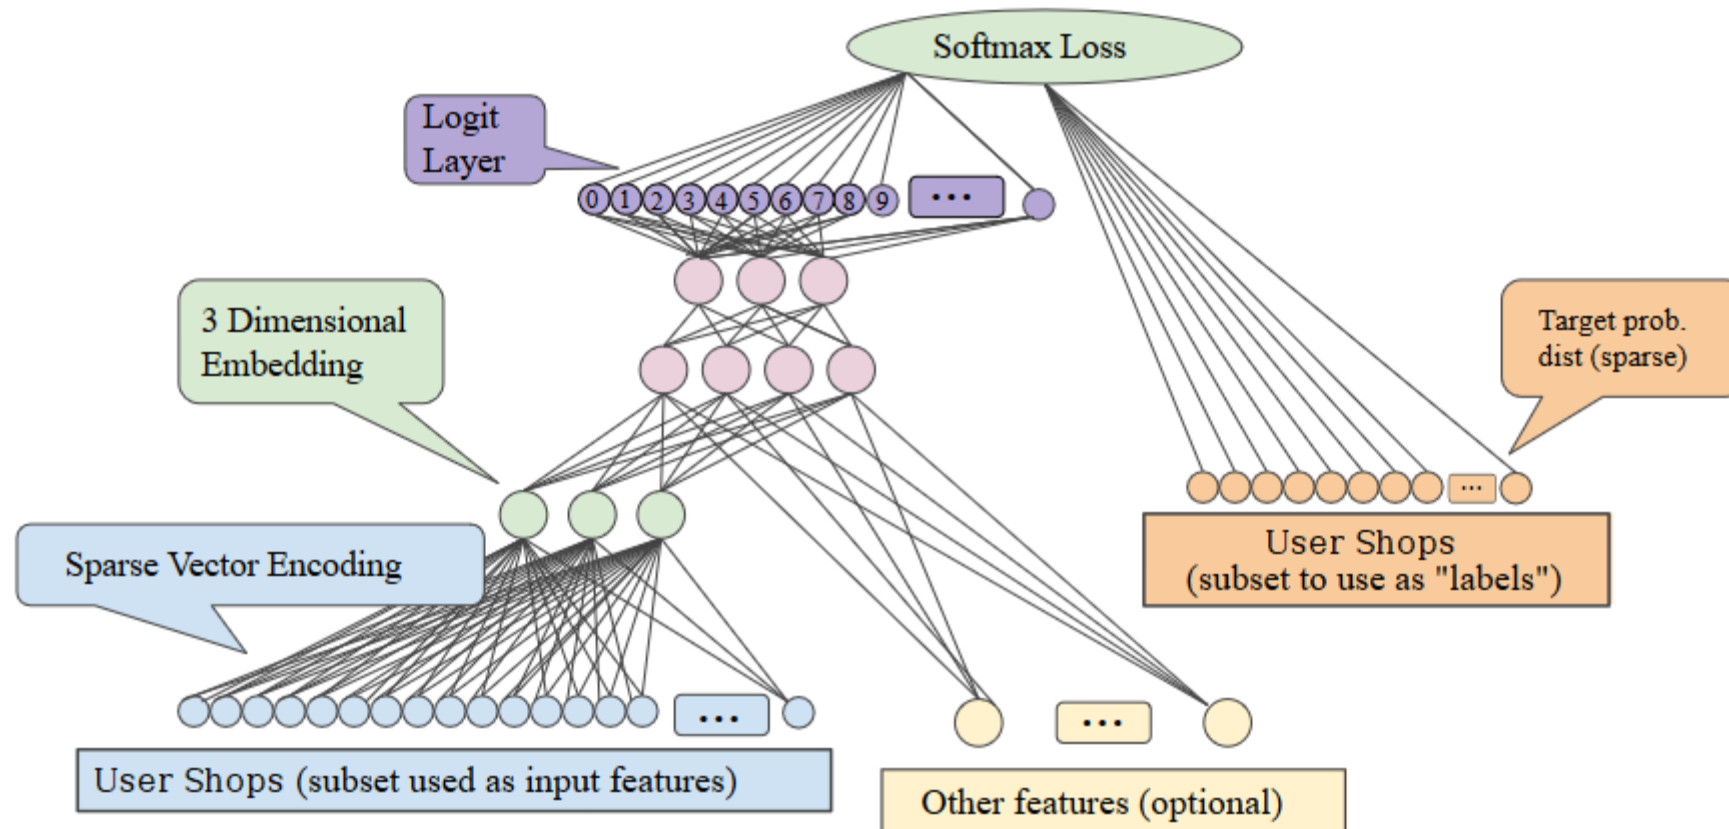 Softmax Loss
Logit
Layer
0 1 2 3 4 5 6 7 8 9 ...
3 Dimensional
Embedding
Target prob.
dist (sparse)
...
User Shops
(subset to use as "labels")
Sparse Vector Encoding
...
...
User Shops (subset used as input features)
Other features (optional)